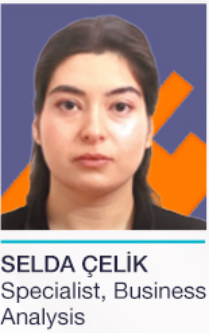 SELDA ÇELİK
Specialist, Business
Analysis